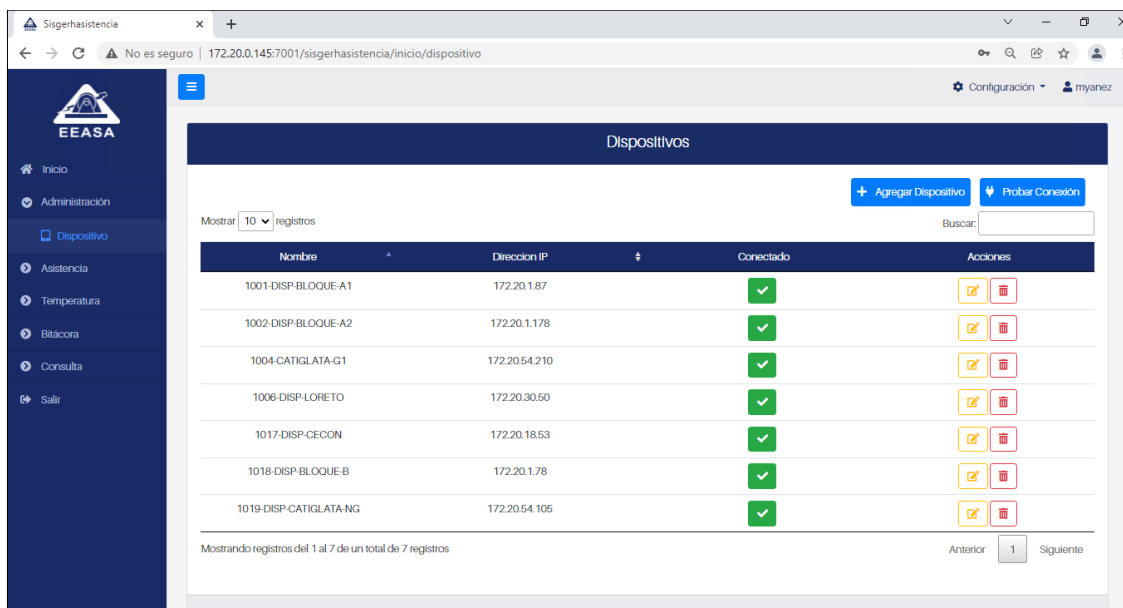 Sisgerhasistencia
No es seguro | 172.20.0.145:7001/sisgerhasistencia/inicio/dispositivo
Configuración myanez
EEASA
Dispositivos
Inicio
Administración
Dispositivo
Asistencia
Temperatura
Bitácora
Consulta
Salir
+ Agregar Dispositivo Probar Conexión
Mostrar 10 registros Buscar:
Nombre Direccion IP Conectado Acciones
1001-DISP-BLOQUE-A1 172.20.1.87
1002-DISP-BLOQUE-A2 172.20.1.178
1004-CATIGLATA-G1 172.20.54.210
1006-DISP-LORETO 172.20.30.50
1017-DISP-CECON 172.20.18.53
1018-DISP-BLOQUE-B 172.20.1.78
1019-DISP-CATIGLATA-NG 172.20.54.105
Mostrando registros del 1 al 7 de un total de 7 registros Anterior 1 Siguiente